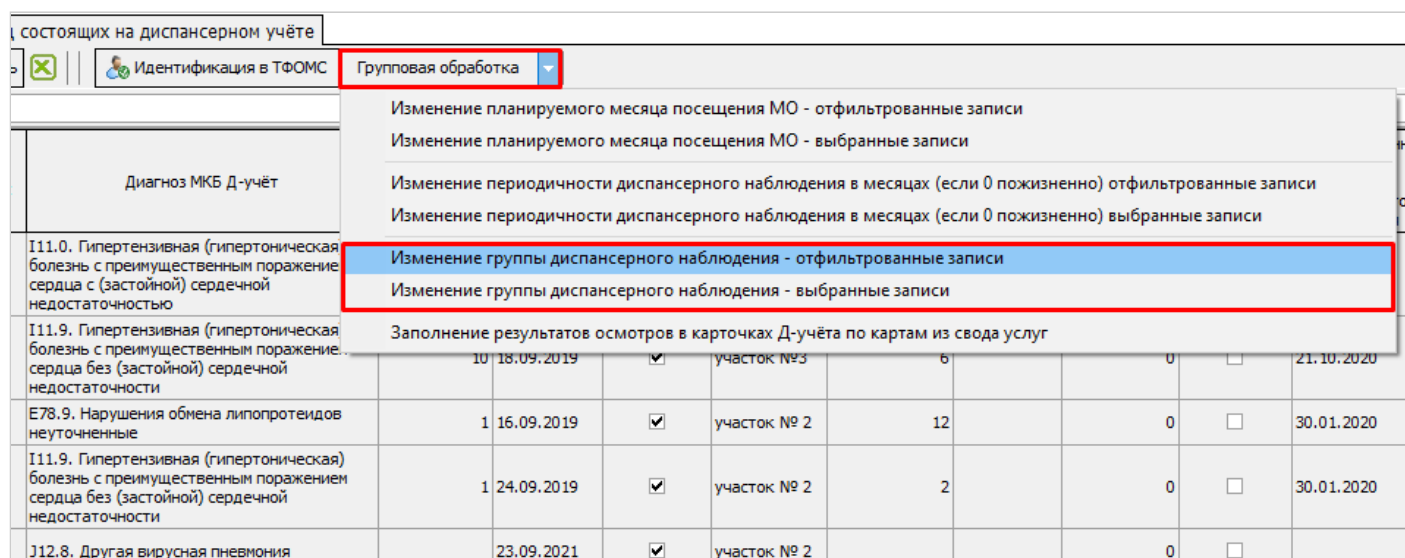 состоящих на диспансерном учёте
Идентификация в ТФОМС Групповая обработка
Изменение планируемого месяца посещения МО - отфильтрованные записи
Изменение планируемого месяца посещения МО - выбранные записи
Диагноз МКБ Д-учёт
Изменение периодичности диспансерного наблюдения в месяцах (если 0 пожизненно) отфильтрованные записи
Изменение периодичности диспансерного наблюдения в месяцах (если 0 пожизненно) выбранные записи
Изменение группы диспансерного наблюдения - отфильтрованные записи
Изменение группы диспансерного наблюдения - выбранные записи
Заполнение результатов осмотров в карточках Д-учёта по картам из свода услуг
I11.0. Гипертензивная (гипертоническая
болезнь с преимущественным поражение
сердца с (застойной) сердечной
недостаточностью
I11.9. Гипертензивная (гипертоническая
болезнь с преимущественным поражение
сердца без (застойной) сердечной
недостаточности
10 18.09.2019 участок №3 6 0 21.10.2020
E78.9. Нарушения обмена липопротеидов
неуточненные
1 16.09.2019 участок № 2 12 0 30.01.2020
I11.9. Гипертензивная (гипертоническая)
болезнь с преимущественным поражением
сердца без (застойной) сердечной
недостаточности
1 24.09.2019 участок № 2 2 0 30.01.2020
J12.8. Другая вирусная пневмония 23.09.2021 участок № 2 0